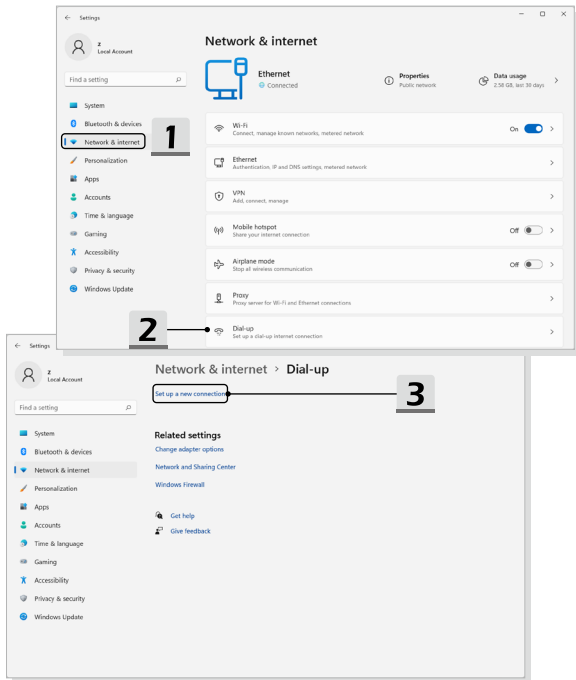 Settings
z
Local Account
Find a setting
System
Bluetooth & devices
Network & internet
Personalization
Apps
Accounts
Time & language
Gaming
Accessibility
Privacy & security
Windows Update
1
Network & internet
Ethernet
Connected
Properties
Public network
Data usage
2.58 GB, last 30 days
Wi-Fi
Connect, manage known networks, metered network
On
Ethernet
Authentication, IP and DNS settings, metered network
VPN
Add, connect, manage
Mobile hotspot
Share your internet connection
Off
Airplane mode
Stop all wireless communication
Off
Proxy
Proxy server for Wi-Fi and Ethernet connections
2
Dial-up
Set up a dial-up internet connection
Settings
z
Local Account
Find a setting
System
Bluetooth & devices
Network & internet
Personalization
Apps
Accounts
Time & language
Gaming
Accessibility
Privacy & security
Windows Update
Network & internet > Dial-up
Set up a new connection
3
Related settings
Change adapter options
Network and Sharing Center
Windows Firewall
Get help
Give feedback